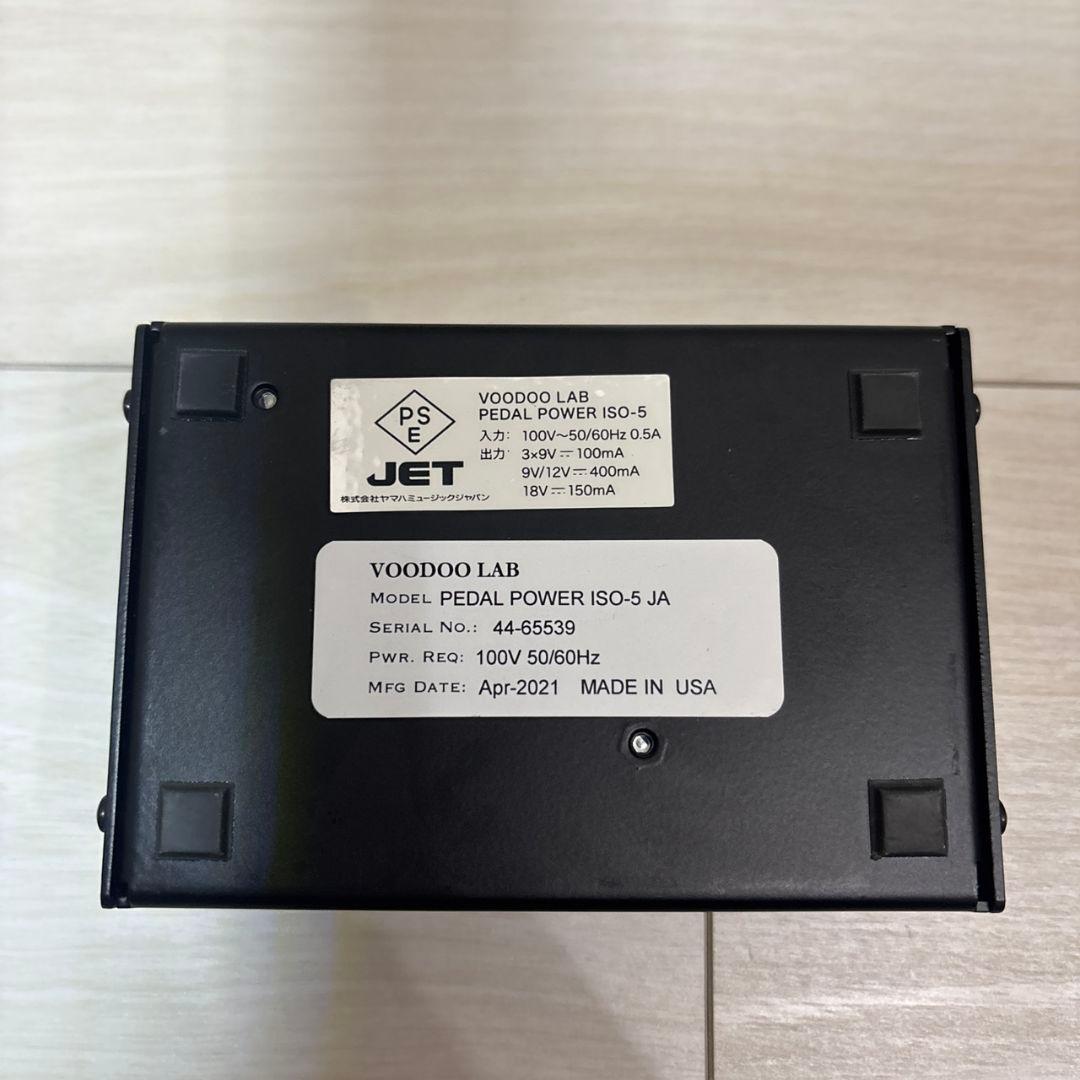 PSE
JET
株式会社ヤマハミュージックジャパン
VOODOO LAB
PEDAL POWER ISO-5
入力: 100V～50/60Hz 0.5A
出力: 3×9V⎓100mA
9V/12V⎓400mA
18V⎓150mA
VOODOO LAB
MODEL PEDAL POWER ISO-5 JA
SERIAL NO.: 44-65539
PWR. REQ: 100V 50/60Hz
MFG DATE: Apr-2021 MADE IN USA